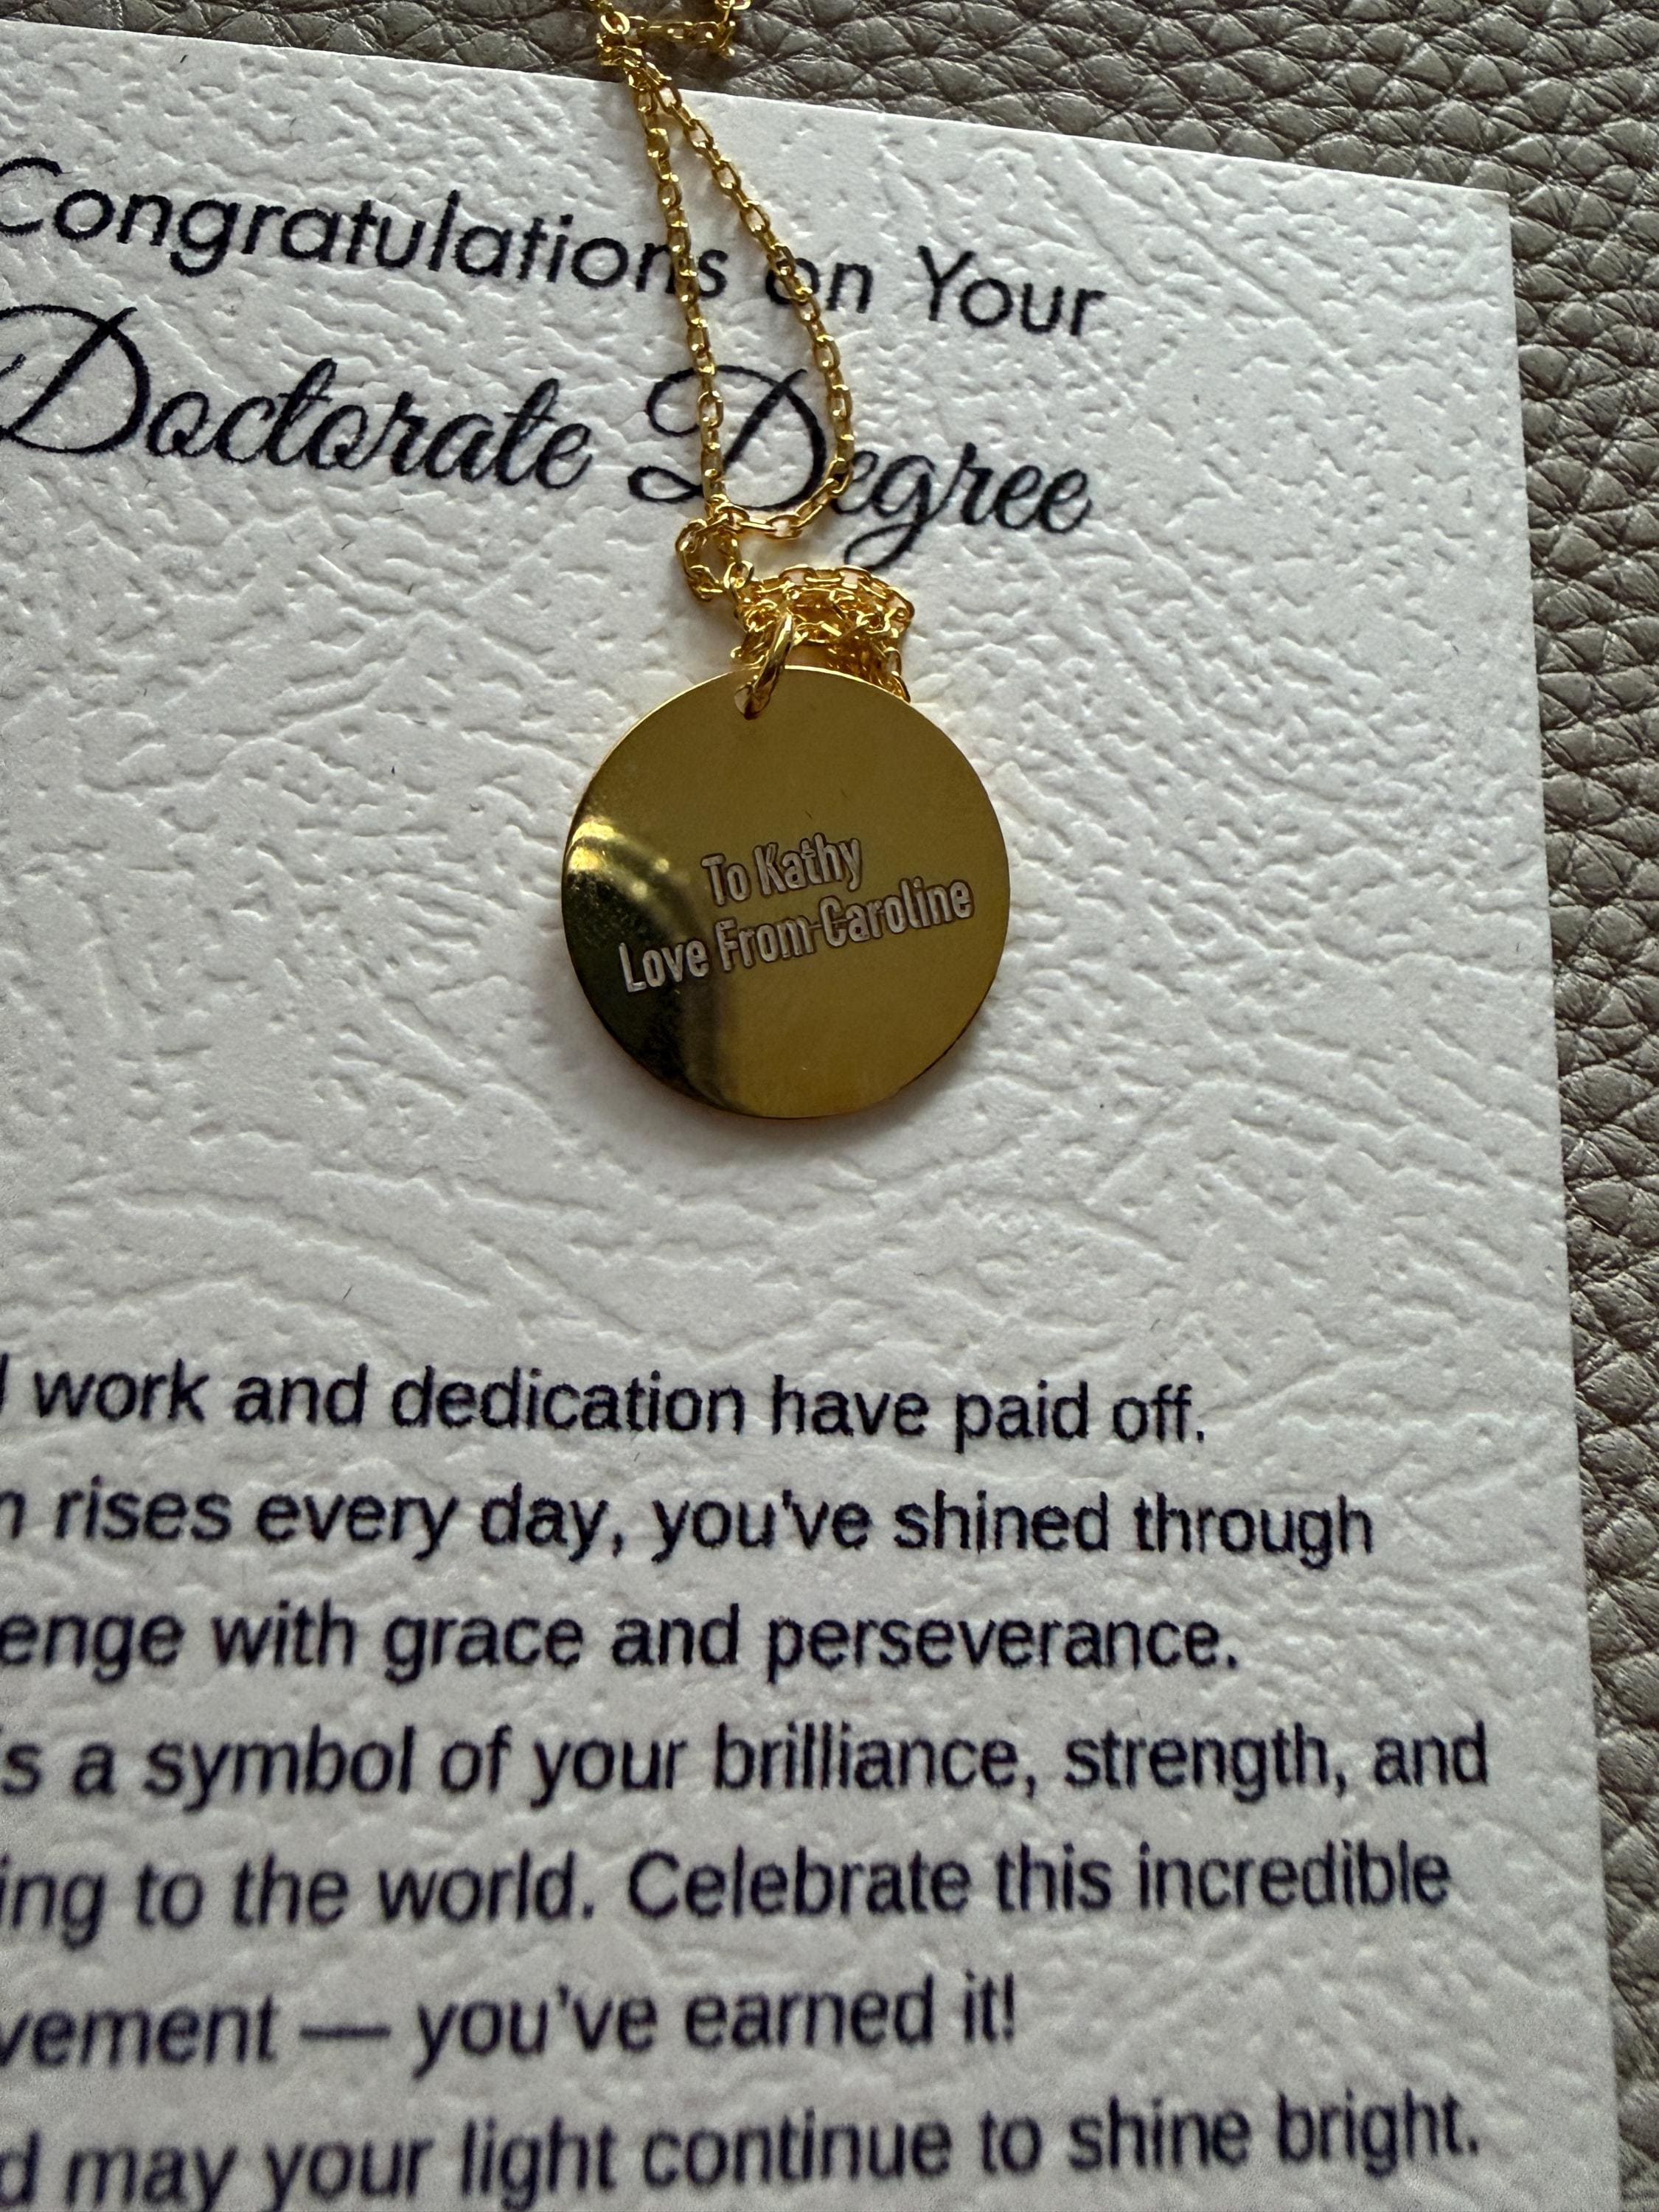 Congratulations on Your
Doctorate Degree
To Kathy
Love From Caroline
work and dedication have paid off.
rises every day, you've shined through
enge with grace and perseverance.
s a symbol of your brilliance, strength, and
ing to the world. Celebrate this incredible
vement — you've earned it!
d may your light continue to shine bright.